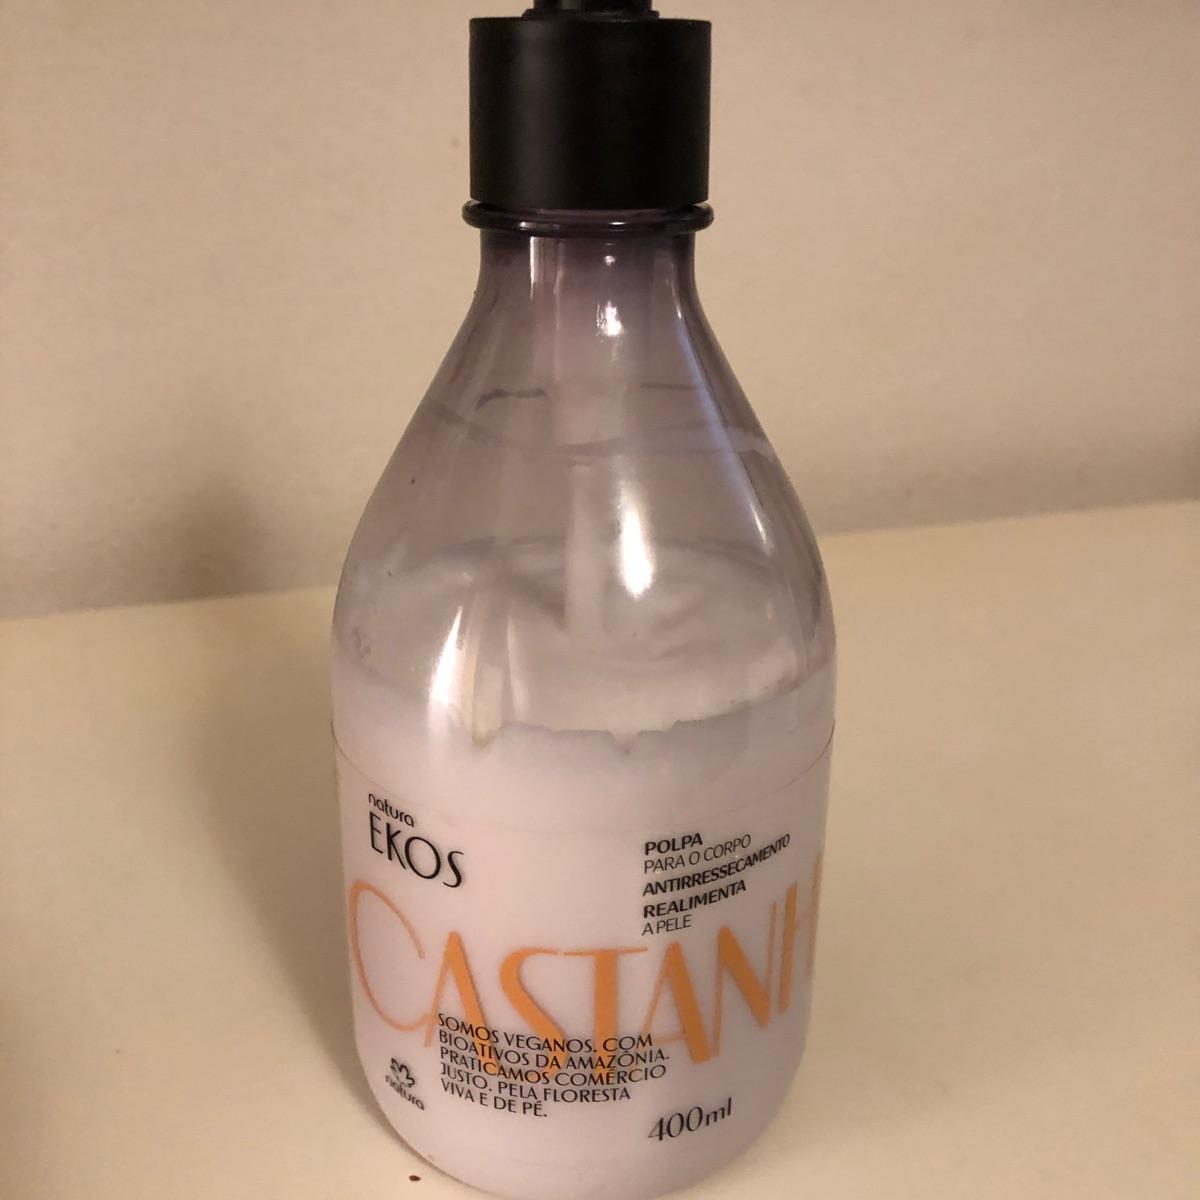 natura
EKOS
POLPA
PARA O CORPO
ANTIRRESSECAMENTO
REALIMENTA
A PELE
CASTANH
SOMOS VEGANOS. COM
BIOATIVOS DA AMAZÔNIA.
PRATICAMOS COMÉRCIO
JUSTO. PELA FLORESTA
VIVA E DE PÉ.
natura
400ml